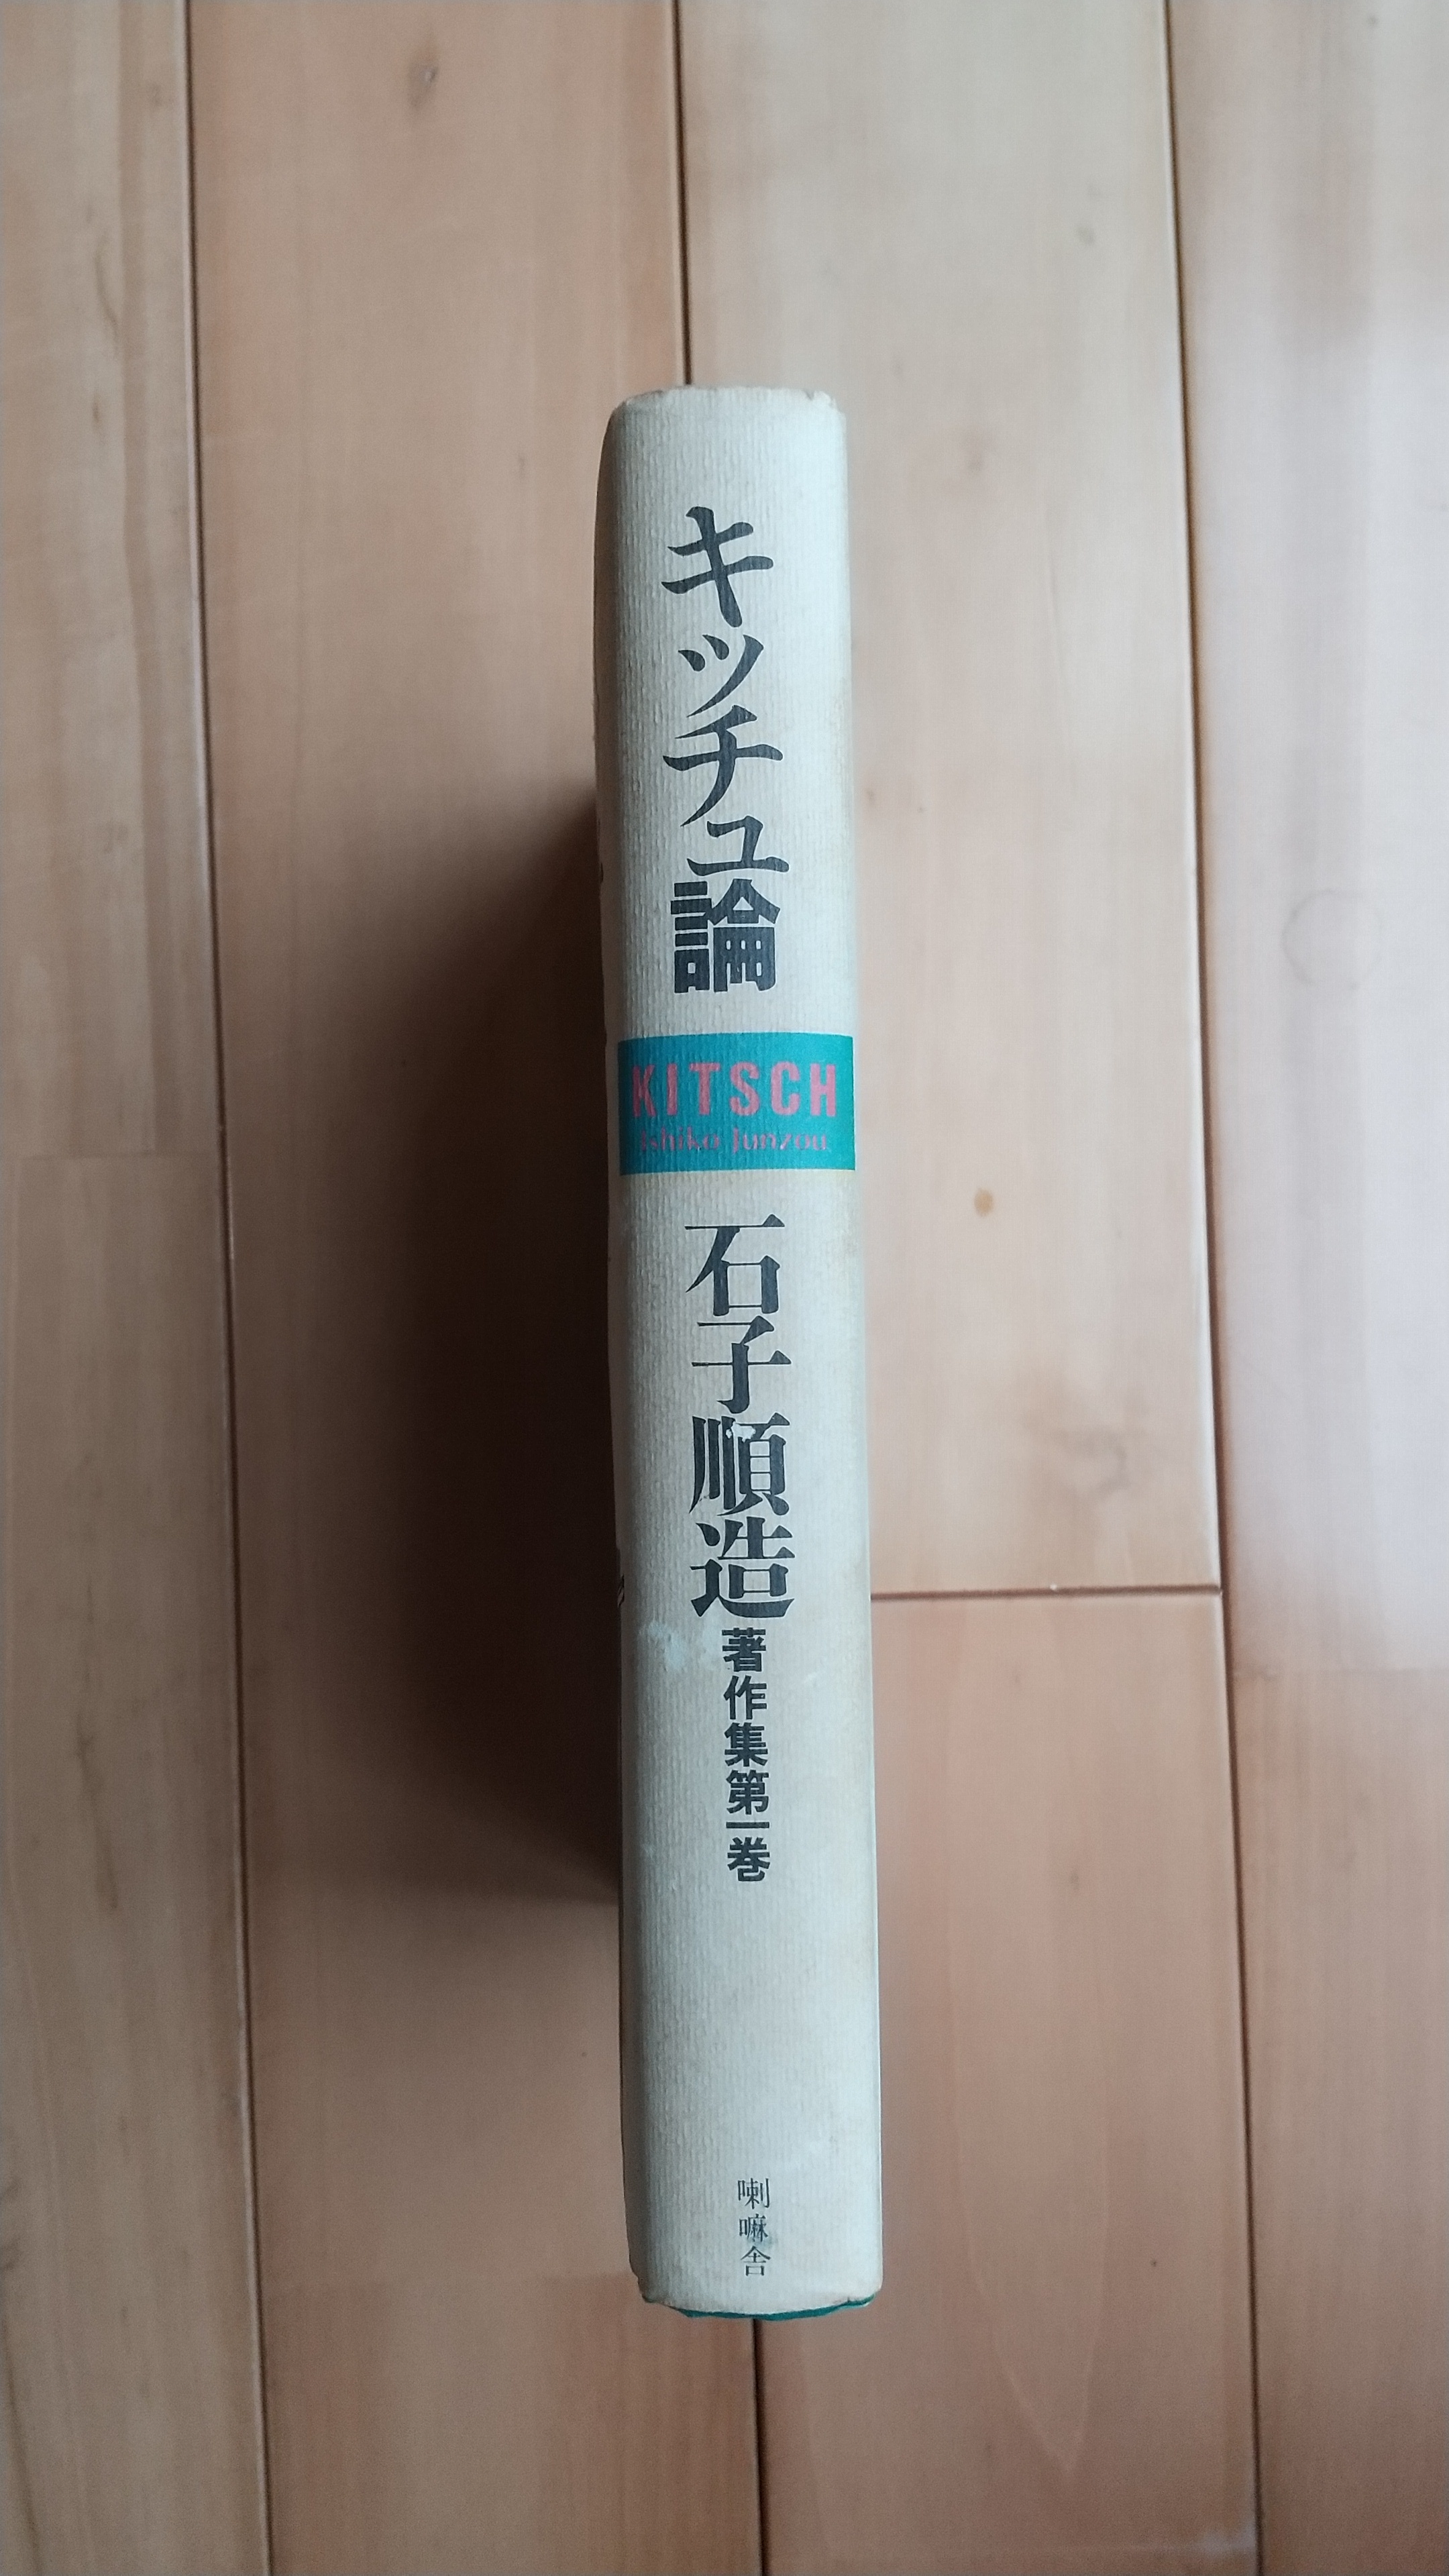 キッチュ論
KITSCH
Ishiko Junzou
石子順造
著作集第一巻
喇嘛舎